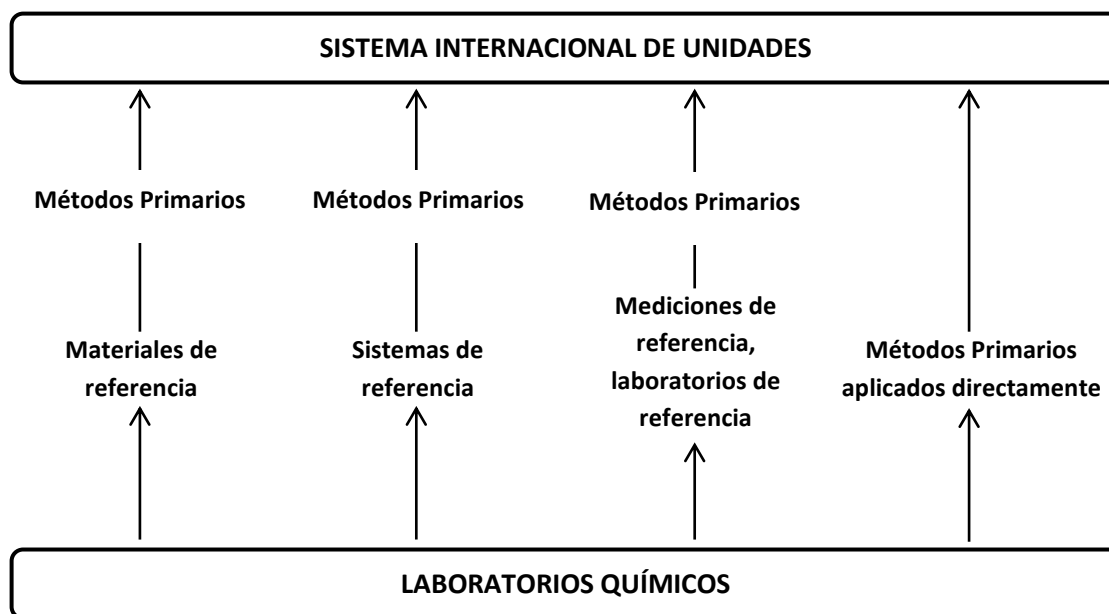 SISTEMA INTERNACIONAL DE UNIDADES
Métodos Primarios
Métodos Primarios
Métodos Primarios
Materiales de
referencia
Sistemas de
referencia
Mediciones de
referencia,
laboratorios de
referencia
Métodos Primarios
aplicados directamente
LABORATORIOS QUÍMICOS